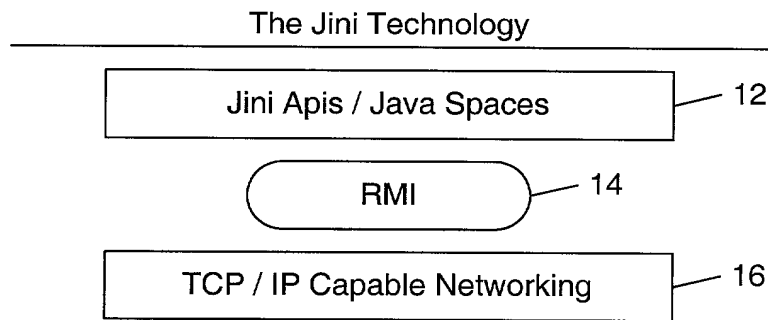 The Jini Technology
Jini Apis / Java Spaces 12
RMI 14
TCP / IP Capable Networking 16